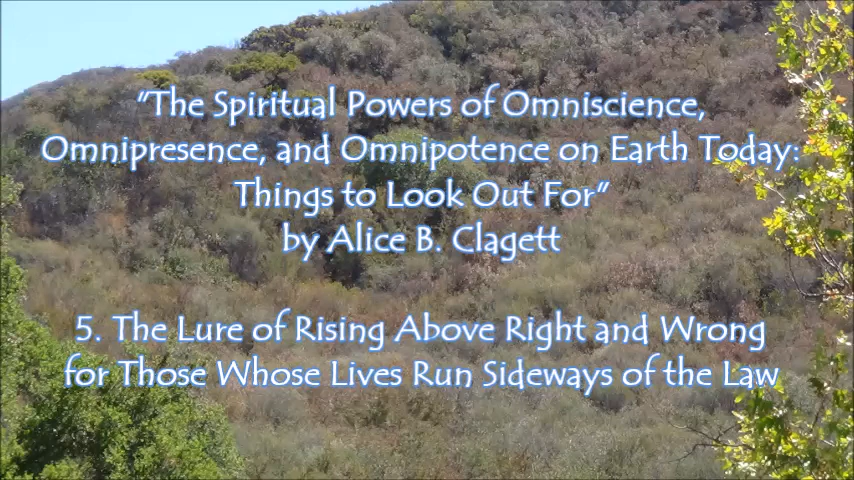 "The Spiritual Powers of Omniscience,
Omnipresence, and Omnipotence on Earth Today:
Things to Look Out For"
by Alice B. Clagett
5. The Lure of Rising Above Right and Wrong
for Those Whose Lives Run Sideways of the Law